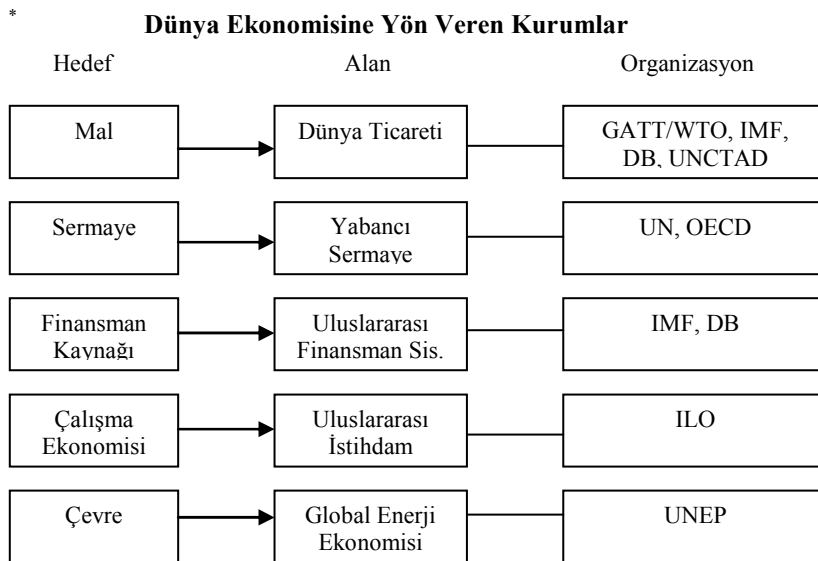 *
Dünya Ekonomisine Yön Veren Kurumlar
Hedef Alan Organizasyon
Mal Dünya Ticareti GATT/WTO, IMF,
DB, UNCTAD
Sermaye Yabancı UN, OECD
Sermaye
Finansman Uluslararası IMF, DB
Kaynağı Finansman Sis.
Çalışma Uluslararası ILO
Ekonomisi İstihdam
Çevre Global Enerji UNEP
Ekonomisi